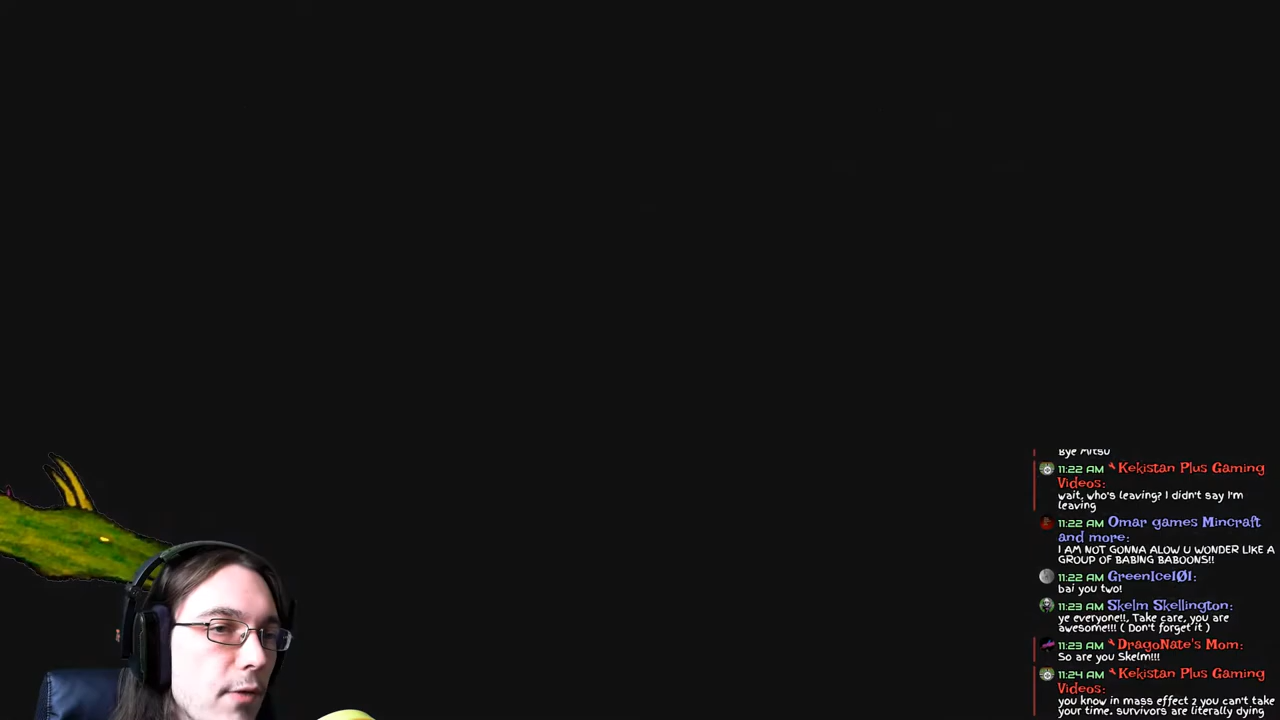 Bye Mitsu
11:22 AM Kekistan Plus Gaming
Videos:
wait, who's leaving? I didn't say I'm
leaving
11:22 AM Omar games Mincraft
and more:
I AM NOT GONNA ALOW U WONDER LIKE A
GROUP OF BABING BABOONS!!
11:22 AM GreenIce101:
bai you two!
11:23 AM Skelm Skellington:
ye everyone!!, Take care, you are
awesome!!! ( Don't forget it )
11:23 AM DragoNate's Mom:
So are you Skelm!!!
11:24 AM Kekistan Plus Gaming
Videos:
you know in mass effect 2 you can't take
your time, survivors are literally dying